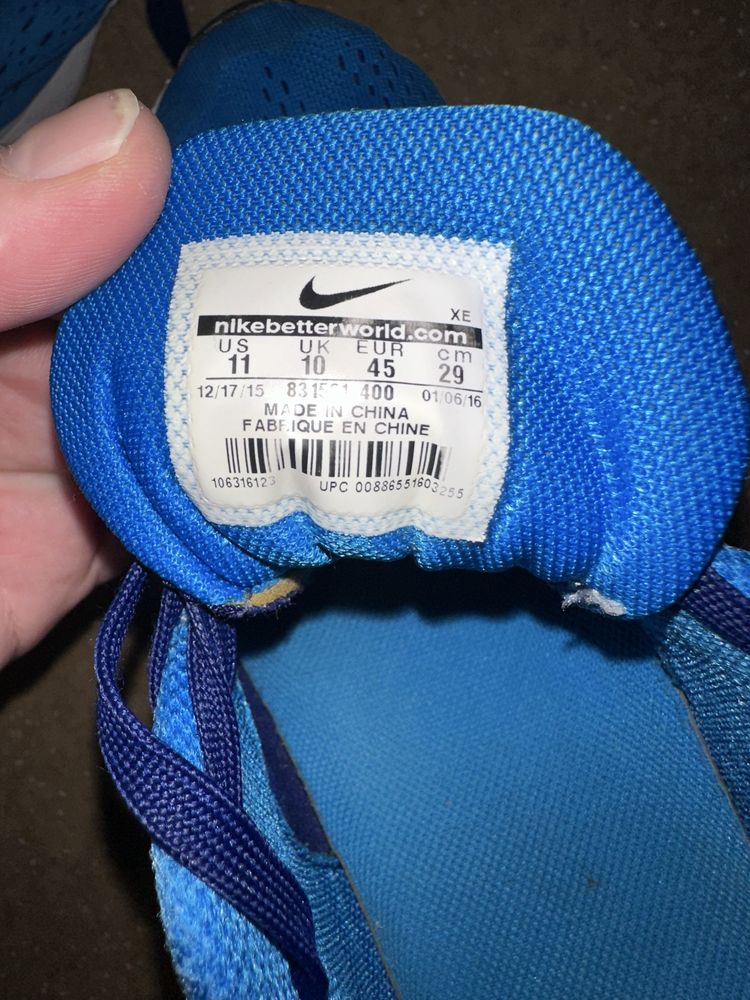 XE
nikebetterworld.com
US UK EUR cm
11 10 45 29
12/17/15 400 01/06/16
MADE IN CHINA
FABRIQUE EN CHINE
106316123 UPC 00886551603255